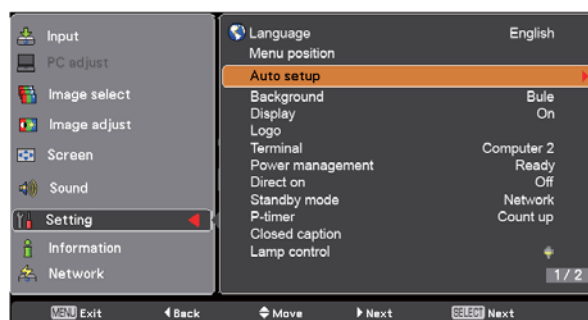 Input
PC adjust
Image select
Image adjust
Screen
Sound
Setting
Information
Network
Language English
Menu position
Auto setup
Background Bule
Display On
Logo
Terminal Computer 2
Power management Ready
Direct on Off
Standby mode Network
P-timer Count up
Closed caption
Lamp control
1/2
MENU Exit Back Move Next SELECT Next